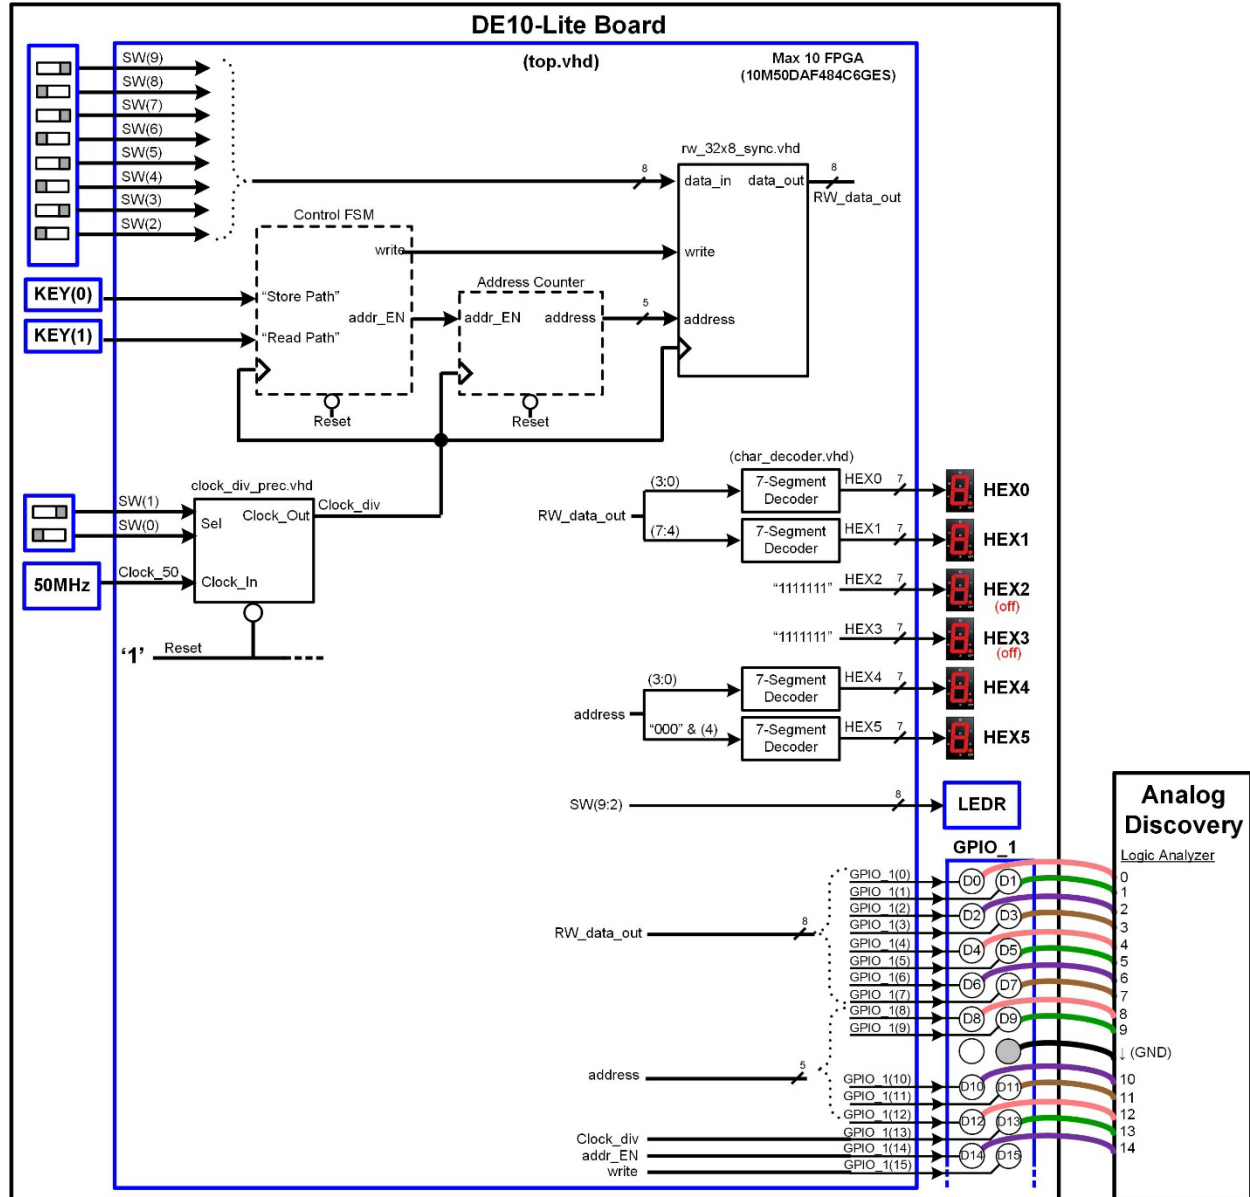 DE10-Lite Board
(top.vhd)
Max 10 FPGA
(10M50DAF484C6GES)
SW(9)
SW(8)
SW(7)
SW(6)
SW(5)
SW(4)
SW(3)
SW(2)
rw_32x8_sync.vhd
8
data_in
data_out
8
RW_data_out
write
address
Control FSM
write
KEY(0)
"Store Path"
KEY(1)
"Read Path"
addr_EN
Reset
Address Counter
addr_EN
address
5
Reset
clock_div_prec.vhd
SW(1)
SW(0)
Sel
Clock_Out
Clock_div
50MHz
Clock_50
Clock_In
'1'
Reset
(char_decoder.vhd)
RW_data_out
(3:0)
7-Segment
Decoder
HEX0
7
HEX0
(7:4)
7-Segment
Decoder
HEX1
7
HEX1
"1111111"
HEX2
7
HEX2
(off)
"1111111"
HEX3
7
HEX3
(off)
address
(3:0)
7-Segment
Decoder
HEX4
7
HEX4
"000" & (4)
7-Segment
Decoder
HEX5
7
HEX5
SW(9:2)
8
LEDR
GPIO_1
Analog
Discovery
Logic Analyzer
RW_data_out
8
GPIO_1(0)
GPIO_1(1)
GPIO_1(2)
GPIO_1(3)
GPIO_1(4)
GPIO_1(5)
GPIO_1(6)
GPIO_1(7)
GPIO_1(8)
GPIO_1(9)
address
5
GPIO_1(10)
GPIO_1(11)
GPIO_1(12)
Clock_div
GPIO_1(13)
addr_EN
GPIO_1(14)
write
GPIO_1(15)
D0 D1
D2 D3
D4 D5
D6 D7
D8 D9
D10 D11
D12 D13
D14 D15
0
1
2
3
4
5
6
7
8
9
↓ (GND)
10
11
12
13
14